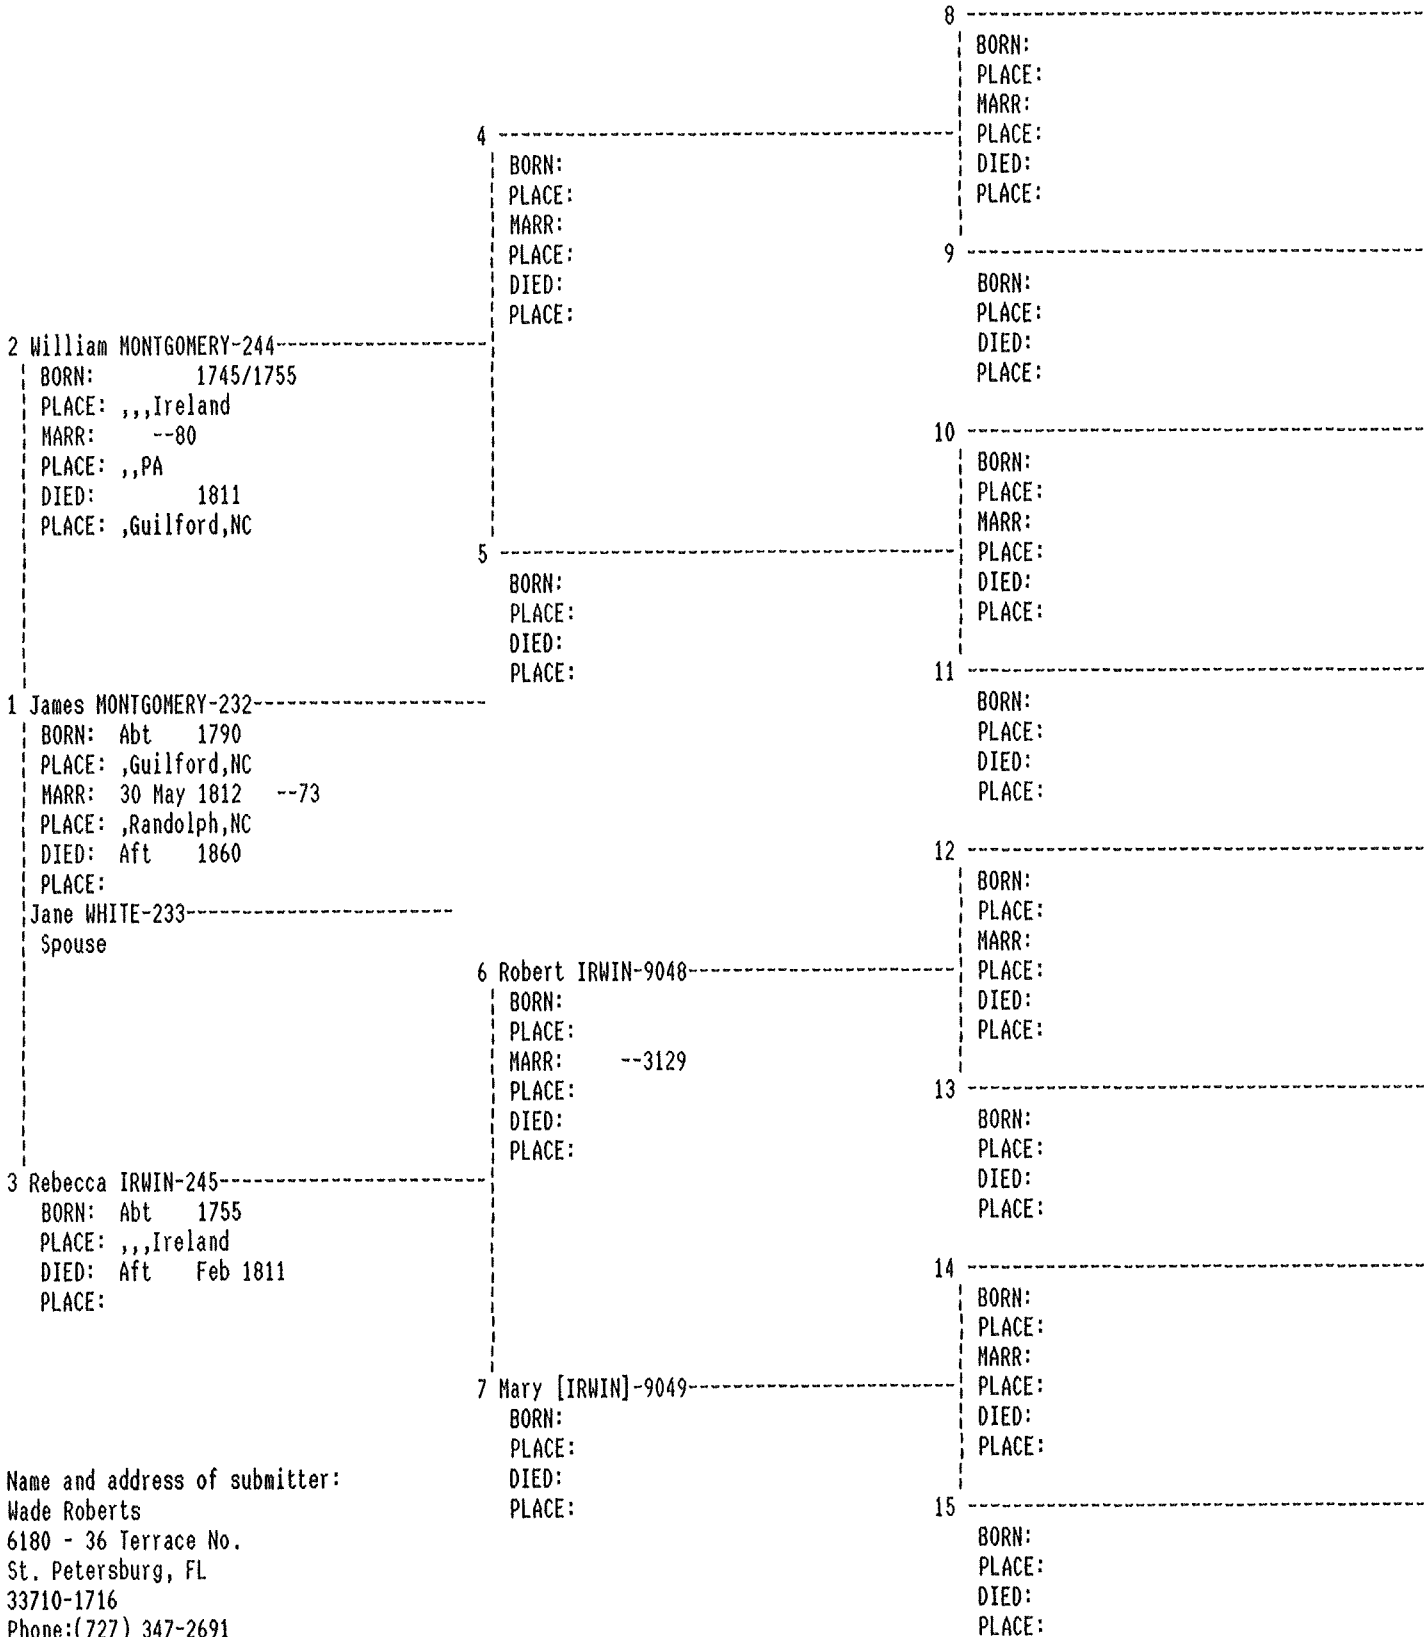 8
BORN:
PLACE:
MARR:
PLACE:
DIED:
PLACE:
4
BORN:
PLACE:
MARR:
PLACE:
DIED:
PLACE:
9
BORN:
PLACE:
DIED:
PLACE:
2 William MONTGOMERY-244
BORN: 1745/1755
PLACE: ,,,Ireland
MARR: --80
PLACE: ,,PA
DIED: 1811
PLACE: ,Guilford,NC
10
BORN:
PLACE:
MARR:
PLACE:
DIED:
PLACE:
5
BORN:
PLACE:
DIED:
PLACE:
11
BORN:
PLACE:
DIED:
PLACE:
1 James MONTGOMERY-232
BORN: Abt 1790
PLACE: ,Guilford,NC
MARR: 30 May 1812 --73
PLACE: ,Randolph,NC
DIED: Aft 1860
PLACE:
Jane WHITE-233
Spouse
12
BORN:
PLACE:
MARR:
PLACE:
DIED:
PLACE:
6 Robert IRWIN-9048
BORN:
PLACE:
MARR: --3129
PLACE:
DIED:
PLACE:
13
BORN:
PLACE:
DIED:
PLACE:
3 Rebecca IRWIN-245
BORN: Abt 1755
PLACE: ,,,Ireland
DIED: Aft Feb 1811
PLACE:
14
BORN:
PLACE:
MARR:
PLACE:
DIED:
PLACE:
7 Mary [IRWIN]-9049
BORN:
PLACE:
DIED:
PLACE:
15
BORN:
PLACE:
DIED:
PLACE:
Name and address of submitter:
Wade Roberts
6180 - 36 Terrace No.
St. Petersburg, FL
33710-1716
Phone:(727) 347-2691